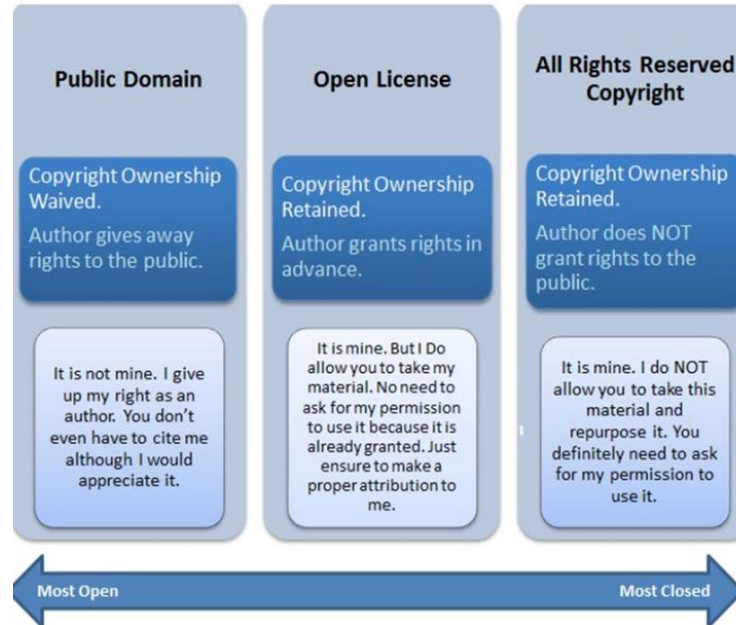 Public Domain
Copyright Ownership
Waived.
Author gives away
rights to the public.
It is not mine. I give
up my right as an
author. You don't
even have to cite me
although I would
appreciate it.
Open License
Copyright Ownership
Retained.
Author grants rights in
advance.
It is mine. But I Do
allow you to take my
material. No need to
ask for my permission
to use it because it is
already granted. Just
ensure to make a
proper attribution to
me.
All Rights Reserved
Copyright
Copyright Ownership
Retained.
Author does NOT
grant rights to the
public.
It is mine. I do NOT
allow you to take this
material and
repurpose it. You
definitely need to ask
for my permission to
use it.
Most Open
Most Closed